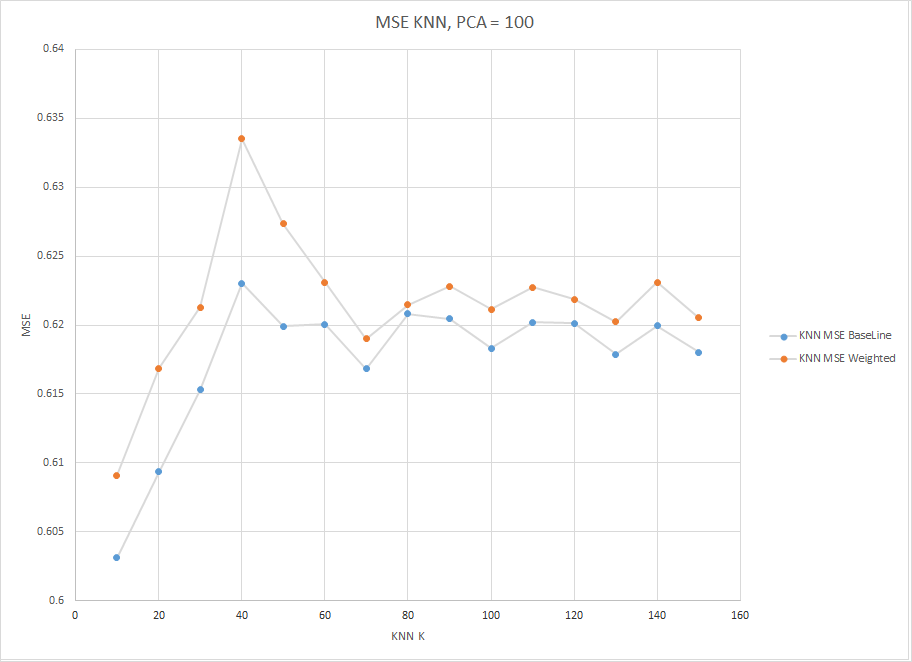 MSE KNN, PCA = 100
0.64
0.635
0.63
0.625
0.62
0.615
0.61
0.605
0.6
MSE
0 20 40 60 80 100 120 140 160
KNN K
KNN MSE BaseLine
KNN MSE Weighted